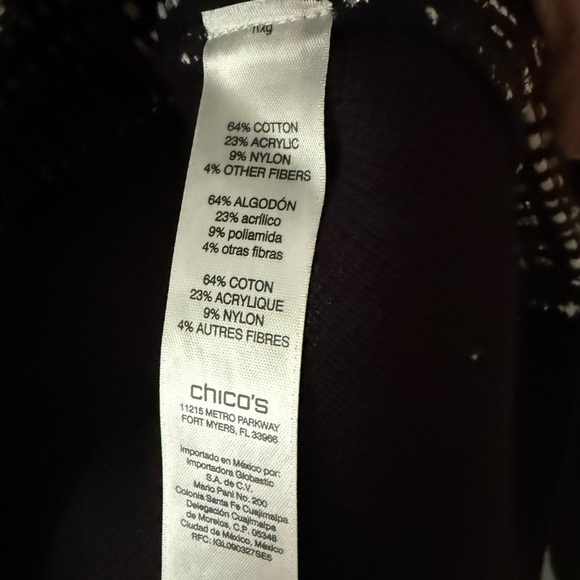 64% COTTON
23% ACRYLIC
9% NYLON
4% OTHER FIBERS
64% ALGODÓN
23% acrílico
9% poliamida
4% otras fibras
64% COTON
23% ACRYLIQUE
9% NYLON
4% AUTRES FIBRES
chico's
11215 METRO PARKWAY
FORT MYERS, FL 33966
Importado en México por:
Importadora Globastic
S.A. de C.V.
Mario Pani No. 200
Colonia Santa Fe Cuajimalpa
Delegación Cuajimalpa
de Morelos, C.P. 05348
Ciudad de México, México
RFC: IGL090327SE5